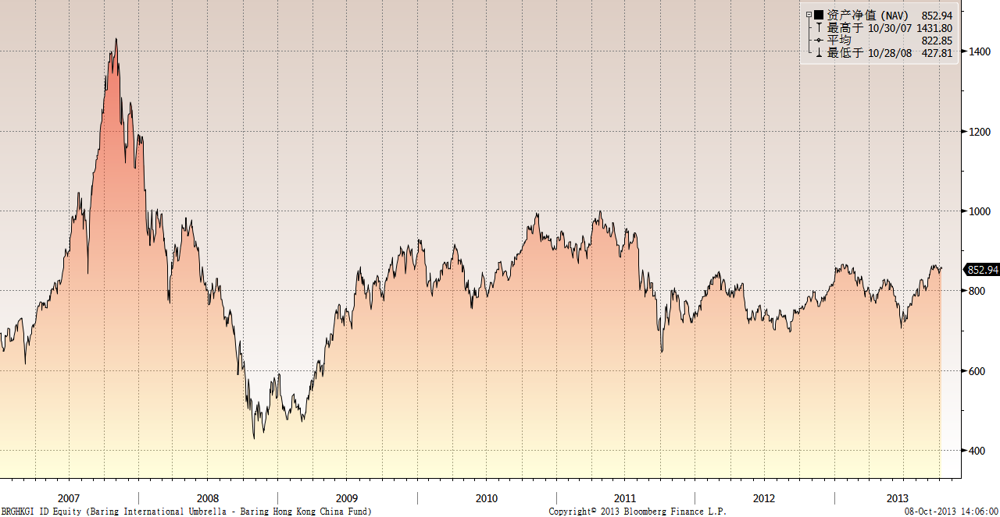 资产净值 (NAV) 852.94
最高于 10/30/07 1431.80
平均 822.85
最低于 10/28/08 427.81
1400
1200
1000
852.94
800
600
400
2007 2008 2009 2010 2011 2012 2013
BRGHKGI ID Equity (Baring International Umbrella - Baring Hong Kong China Fund) Copyright© 2013 Bloomberg Finance L.P. 08-Oct-2013 14:06:00